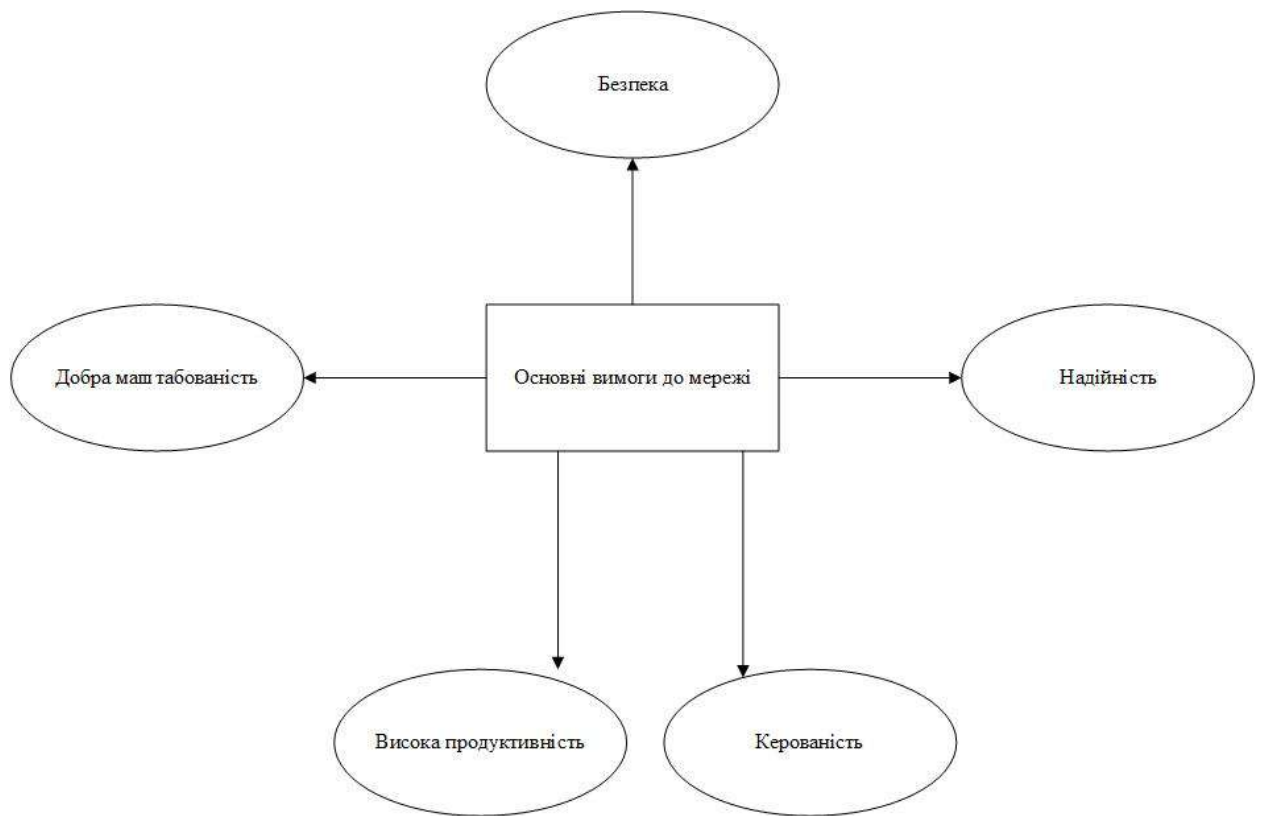 Безпека
Добра маштабованість
Основні вимоги до мережі
Надійність
Висока продуктивність
Керованість